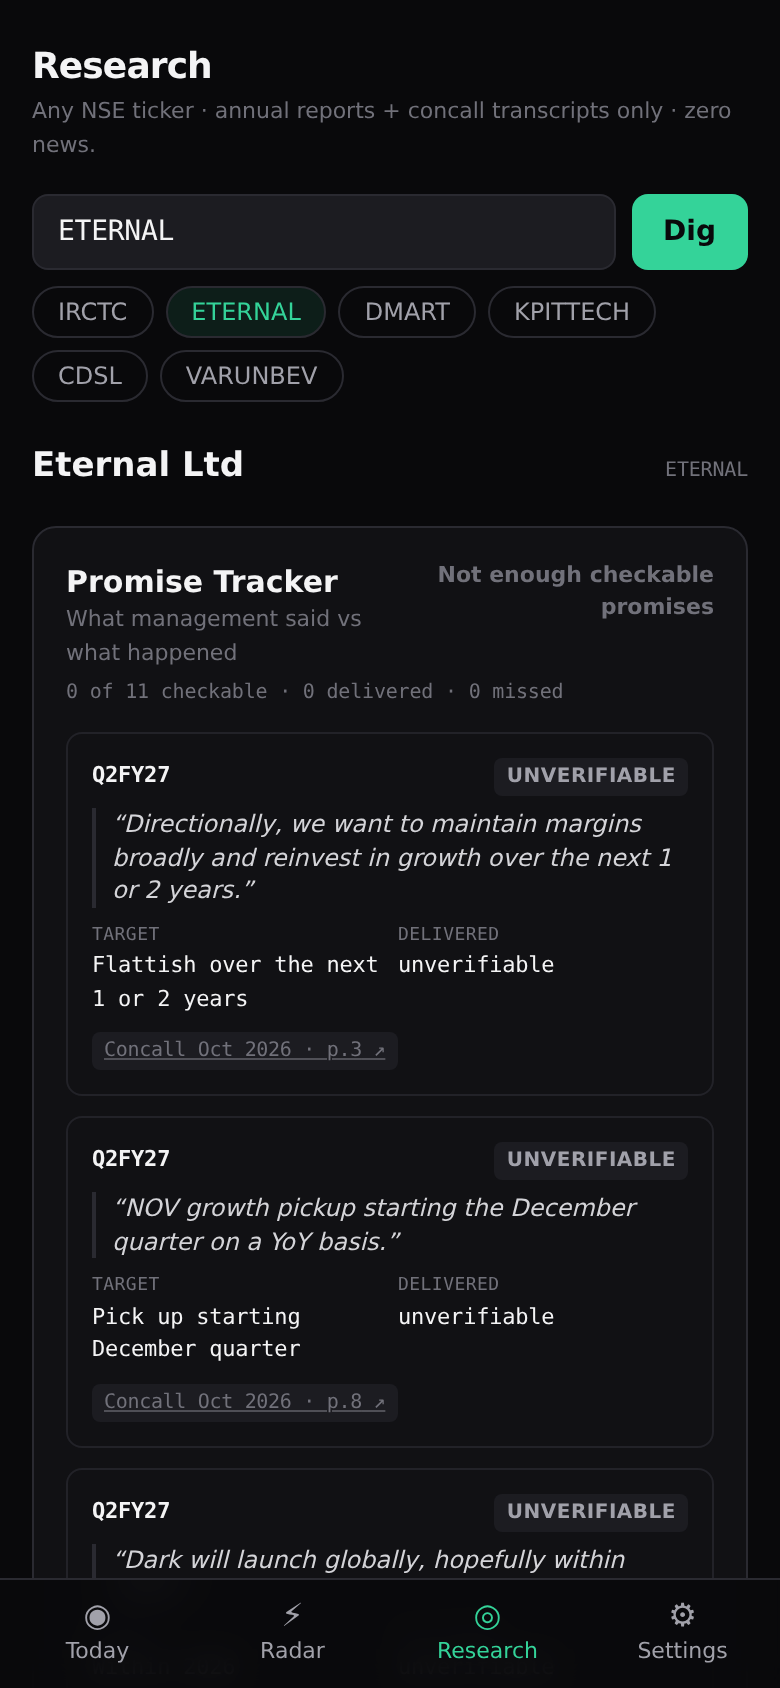 Research
Any NSE ticker · annual reports + concall transcripts only · zero
news.
ETERNAL
Dig
IRCTC
ETERNAL
DMART
KPITTECH
CDSL
VARUNBEV
Eternal Ltd
ETERNAL
Promise Tracker
Not enough checkable
promises
What management said vs
what happened
0 of 11 checkable · 0 delivered · 0 missed
Q2FY27
UNVERIFIABLE
“Directionally, we want to maintain margins
broadly and reinvest in growth over the next 1
or 2 years.”
TARGET
DELIVERED
Flattish over the next
1 or 2 years
unverifiable
Concall Oct 2026 · p.3 ↗
Q2FY27
UNVERIFIABLE
“NOV growth pickup starting the December
quarter on a YoY basis.”
TARGET
DELIVERED
Pick up starting
December quarter
unverifiable
Concall Oct 2026 · p.8 ↗
Q2FY27
UNVERIFIABLE
“Dark will launch globally, hopefully within
Today
Radar
Research
Settings